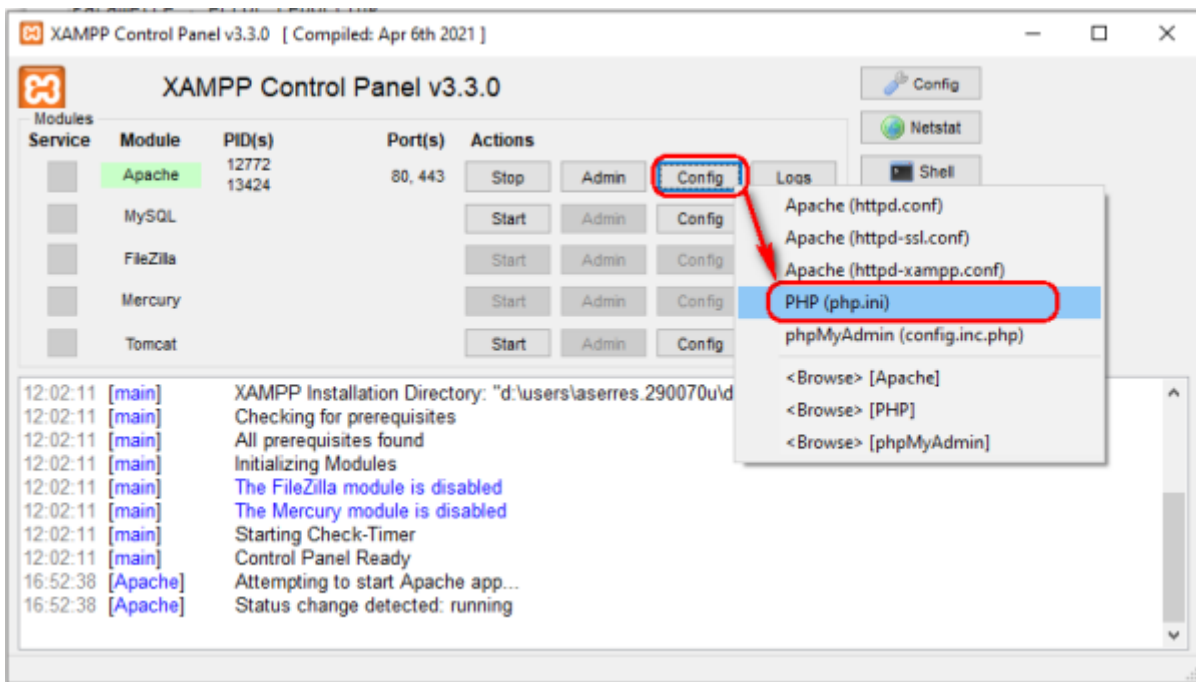 XAMPP Control Panel v3.3.0 [ Compiled: Apr 6th 2021 ]
XAMPP Control Panel v3.3.0
Config
Modules
Netstat
Service Module PID(s) Port(s) Actions
Shell
Apache 12772 13424 80, 443 Stop Admin Config Logs
MySQL Start Admin Config
FileZilla Start Admin Config
Mercury Start Admin Config
Tomcat Start Admin Config
Apache (httpd.conf)
Apache (httpd-ssl.conf)
Apache (httpd-xampp.conf)
PHP (php.ini)
phpMyAdmin (config.inc.php)
<Browse> [Apache]
<Browse> [PHP]
<Browse> [phpMyAdmin]
12:02:11 [main] XAMPP Installation Directory: "d:\users\aserres.290070u\d
12:02:11 [main] Checking for prerequisites
12:02:11 [main] All prerequisites found
12:02:11 [main] Initializing Modules
12:02:11 [main] The FileZilla module is disabled
12:02:11 [main] The Mercury module is disabled
12:02:11 [main] Starting Check-Timer
12:02:11 [main] Control Panel Ready
16:52:38 [Apache] Attempting to start Apache app...
16:52:38 [Apache] Status change detected: running